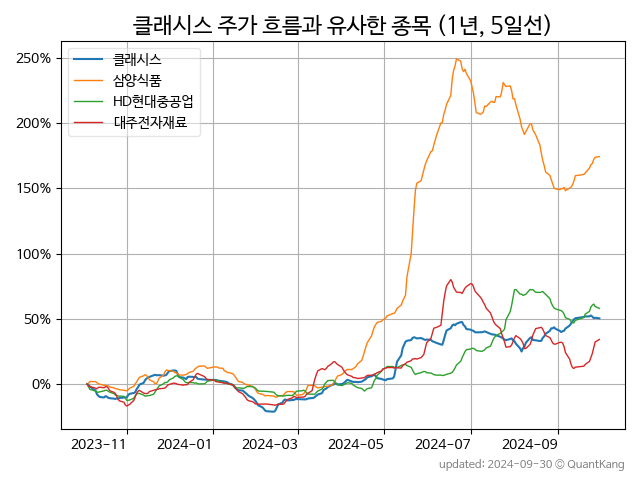 클래시스 주가 흐름과 유사한 종목 (1년, 5일선)
250%
200%
150%
100%
50%
0%
클래시스
삼양식품
HD현대중공업
대주전자재료
2023-11
2024-01
2024-03
2024-05
2024-07
2024-09
updated: 2024-09-30 © QuantKang